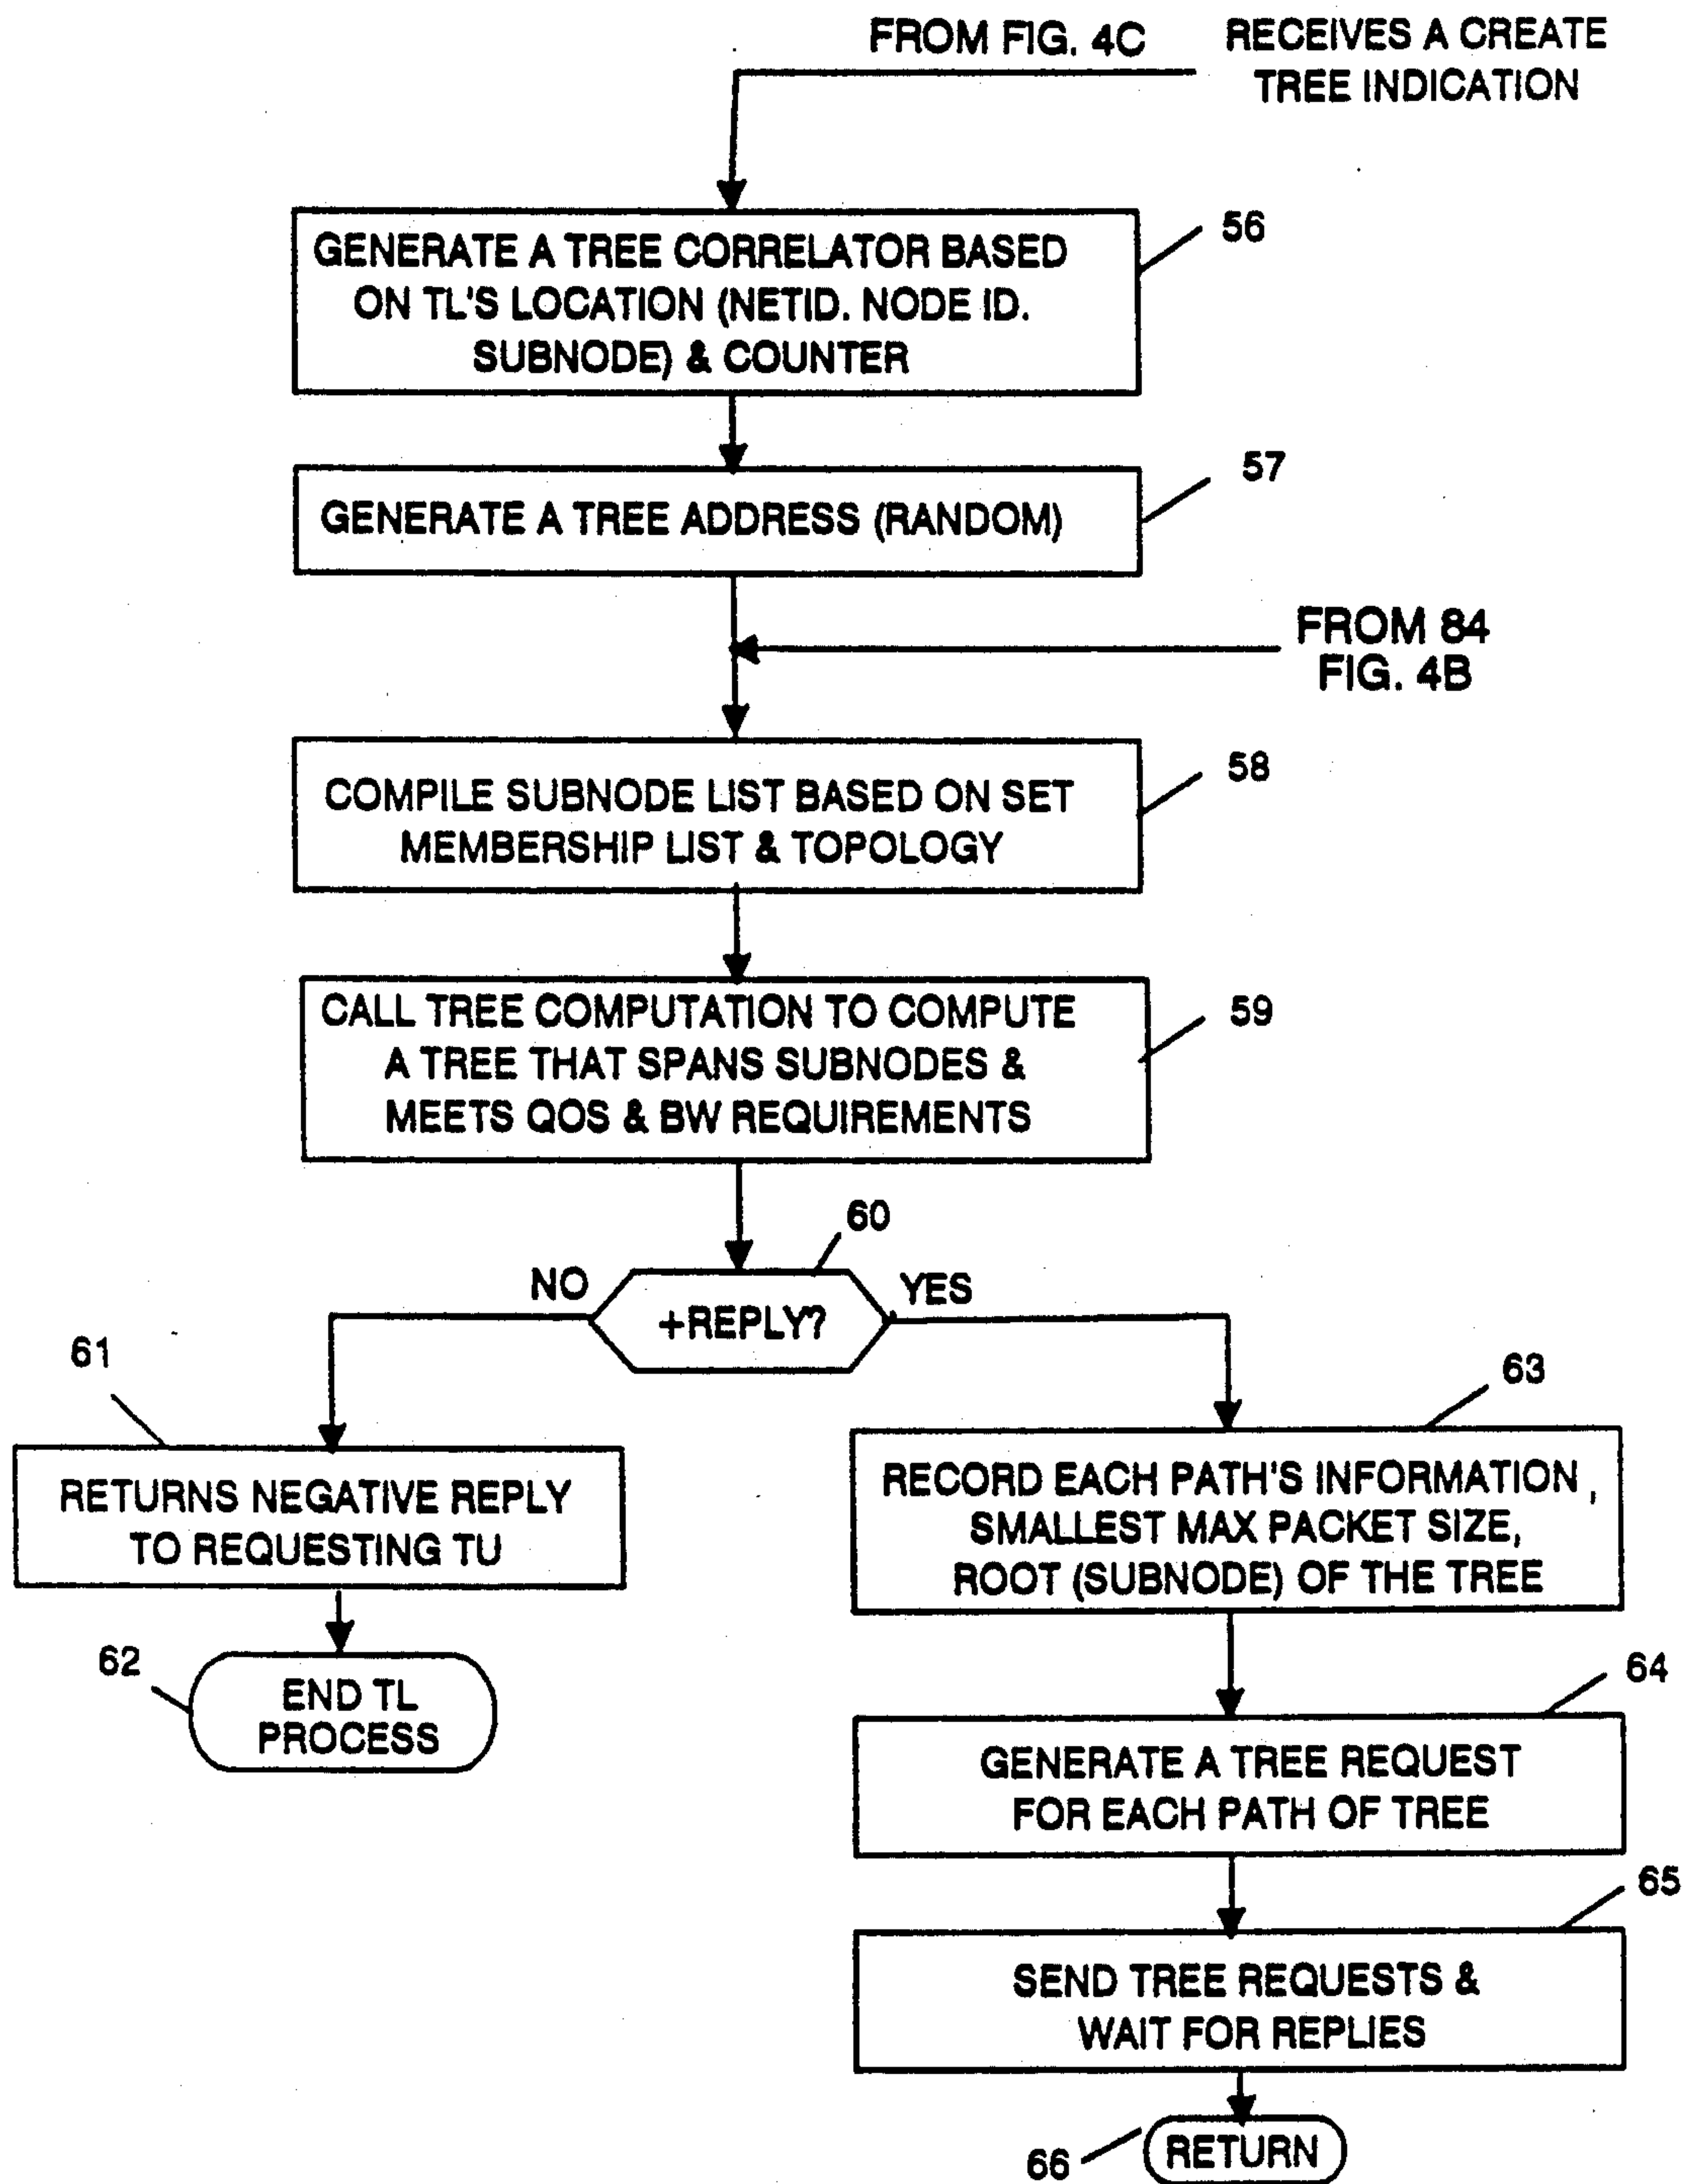 FROM FIG. 4C
RECEIVES A CREATE
TREE INDICATION
56
GENERATE A TREE CORRELATOR BASED
ON TL'S LOCATION (NETID. NODE ID.
SUBNODE) & COUNTER
57
GENERATE A TREE ADDRESS (RANDOM)
FROM 84
FIG. 4B
58
COMPILE SUBNODE LIST BASED ON SET
MEMBERSHIP LIST & TOPOLOGY
59
CALL TREE COMPUTATION TO COMPUTE
A TREE THAT SPANS SUBNODES &
MEETS QOS & BW REQUIREMENTS
60
NO
+REPLY?
YES
61
RETURNS NEGATIVE REPLY
TO REQUESTING TU
62
END TL
PROCESS
63
RECORD EACH PATH'S INFORMATION,
SMALLEST MAX PACKET SIZE,
ROOT (SUBNODE) OF THE TREE
64
GENERATE A TREE REQUEST
FOR EACH PATH OF TREE
65
SEND TREE REQUESTS &
WAIT FOR REPLIES
66
RETURN